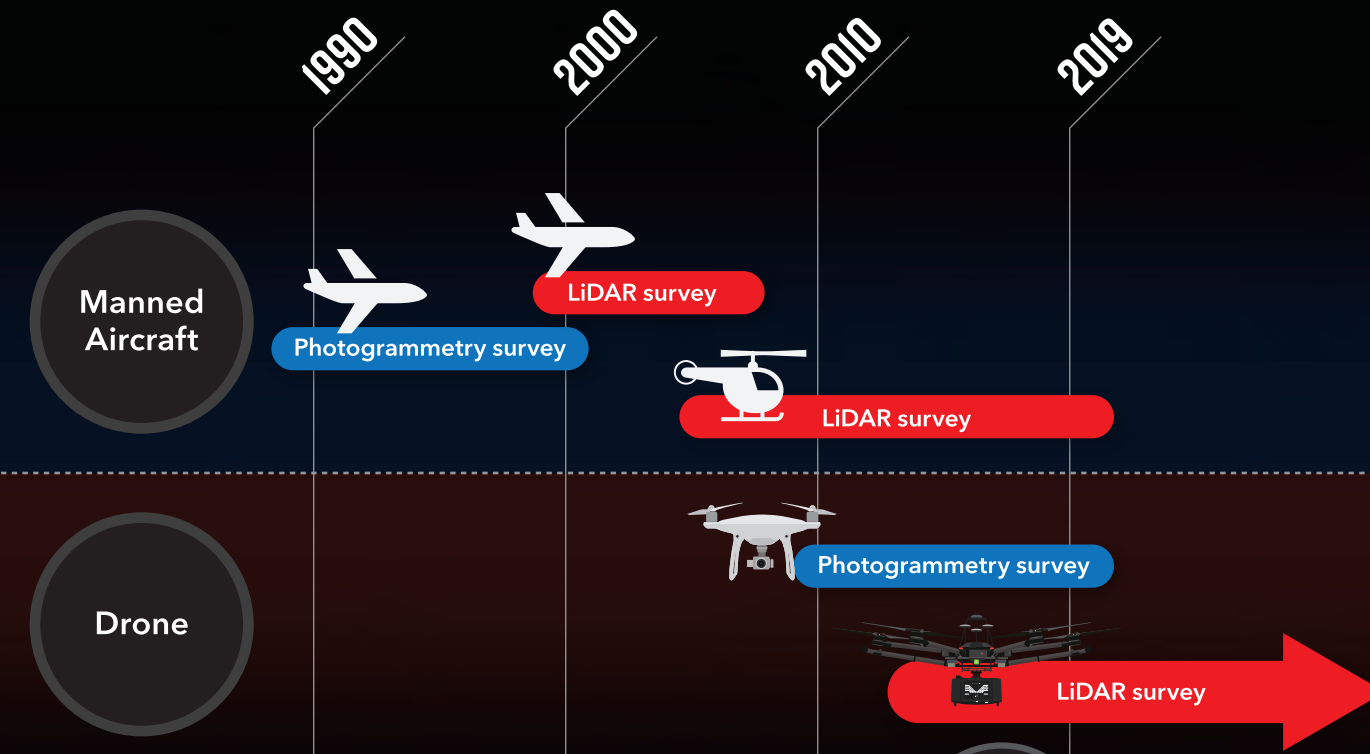 1990
2000
2010
2019
Manned
Aircraft
LiDAR survey
Photogrammetry survey
LiDAR survey
Drone
Photogrammetry survey
LiDAR survey